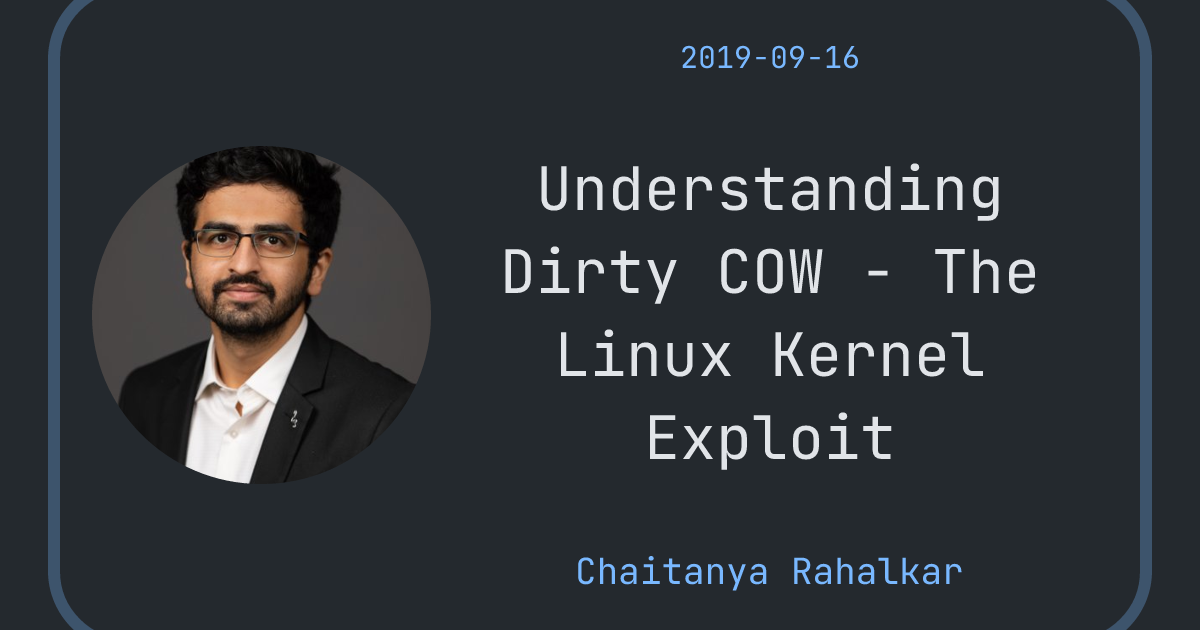 2019-09-16
Understanding
Dirty COW - The
Linux Kernel
Exploit
Chaitanya Rahalkar